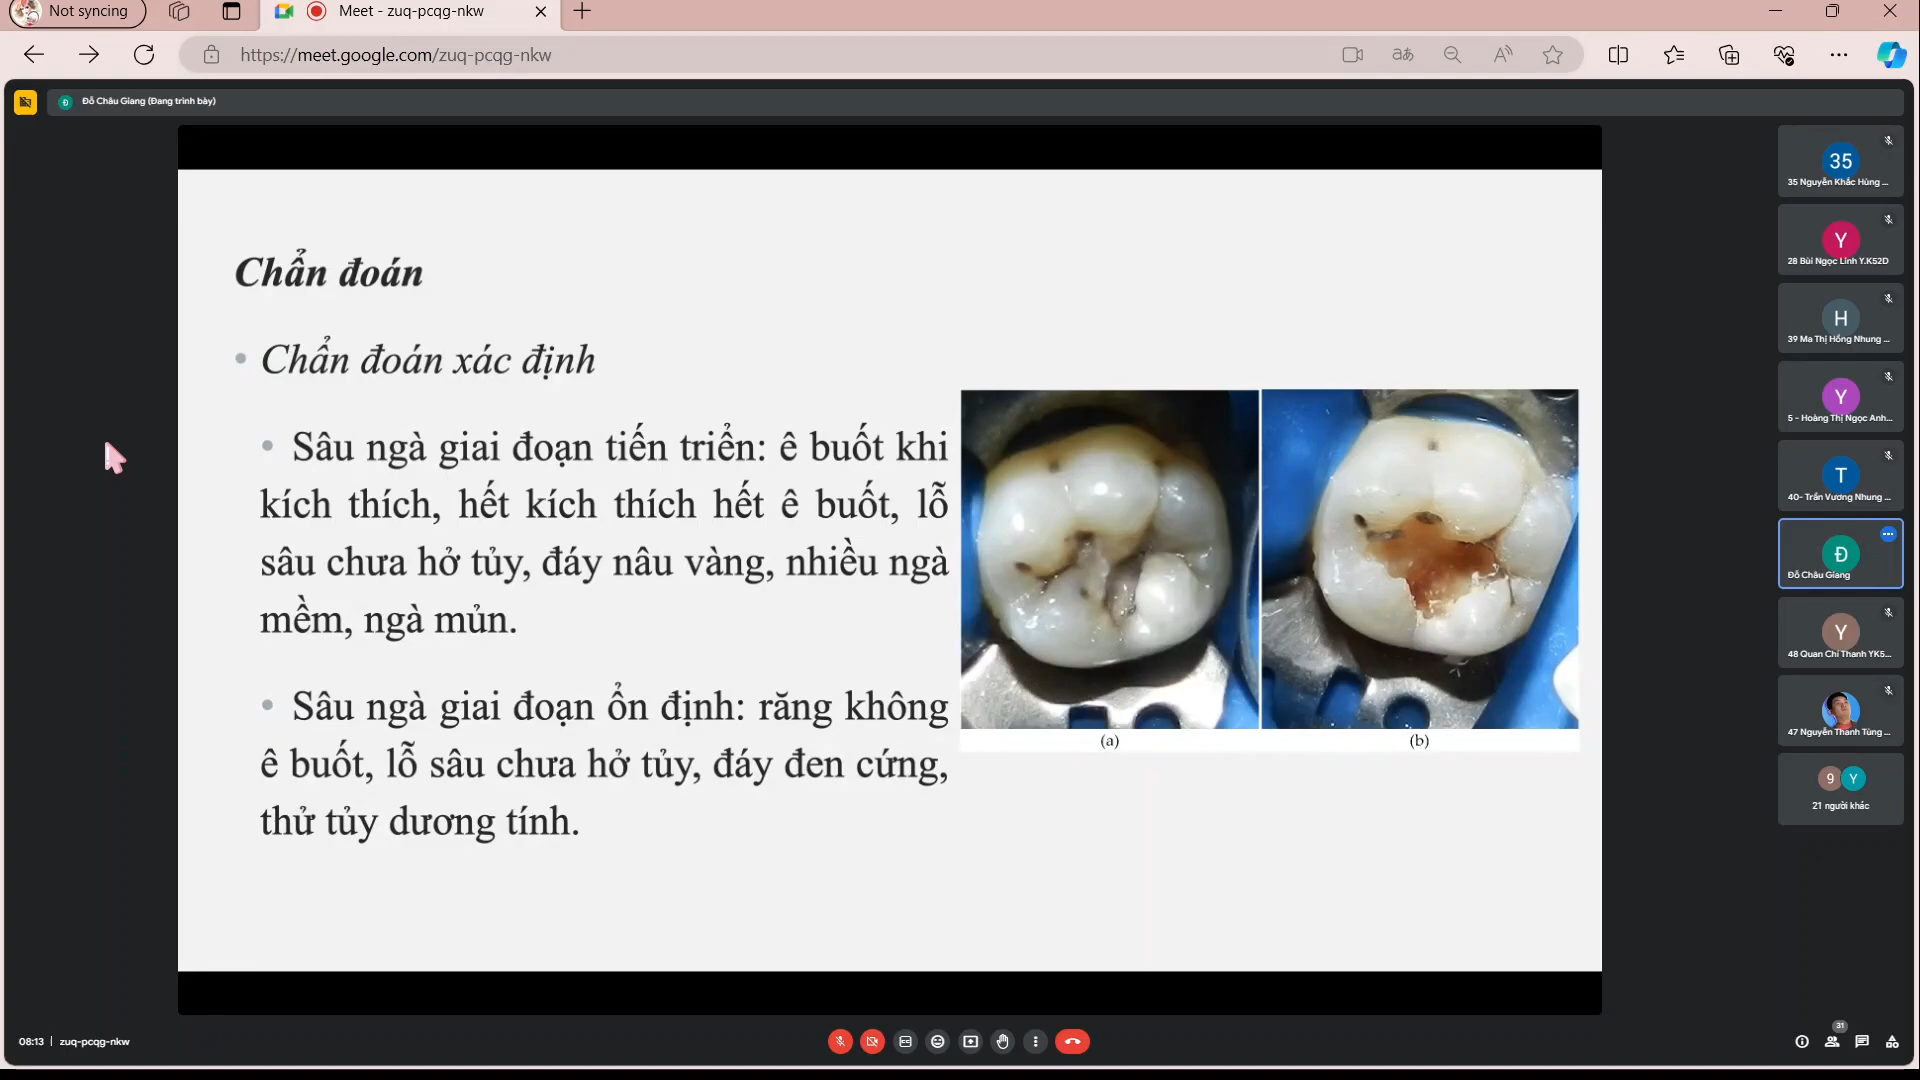 Not syncing
Meet - zuq-pcqg-nkw
https://meet.google.com/zuq-pcqg-nkw
Đ
Đỗ Châu Giang (Đang trình bày)
Chẩn đoán
• Chẩn đoán xác định
• Sâu ngà giai đoạn tiến triển: ê buốt khi
kích thích, hết kích thích hết ê buốt, lỗ
sâu chưa hở tủy, đáy nâu vàng, nhiều ngà
mềm, ngà mủn.
• Sâu ngà giai đoạn ổn định: răng không
ê buốt, lỗ sâu chưa hở tủy, đáy đen cứng,
thử tủy dương tính.
(a)
(b)
35
35 Nguyễn Khắc Hùng ...
Y
28 Bùi Ngọc Linh Y.K52D
H
39 Ma Thị Hồng Nhung ...
Y
5 - Hoàng Thị Ngọc Anh...
T
40- Trần Vương Nhung ...
Đ
Đỗ Châu Giang
Y
48 Quan Chí Thanh YK5...
47 Nguyễn Thanh Tùng ...
9 Y
21 người khác
08:13 | zuq-pcqg-nkw
31